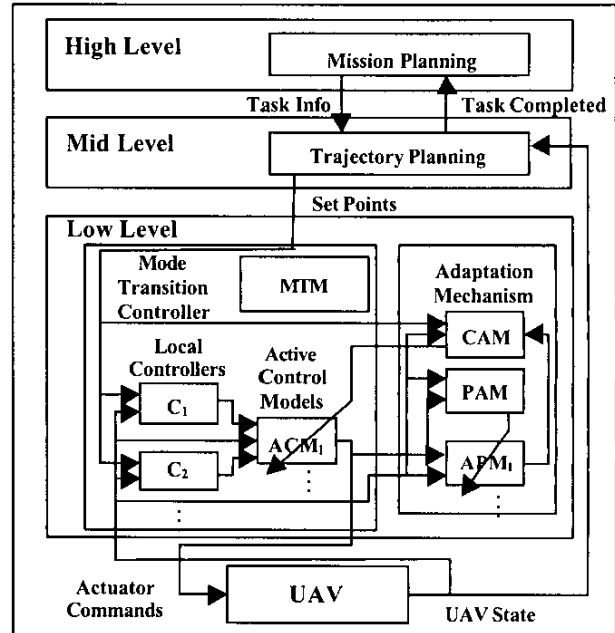 High Level
Mission Planning
Task Info
Task Completed
Mid Level
Trajectory Planning
Set Points
Low Level
Mode
Transition
Controller
MTM
Adaptation
Mechanism
CAM
Local
Controllers
Active
Control
Models
C₁
PAM
ACM₁
APM₁
C₂
Actuator
Commands
UAV
UAV State